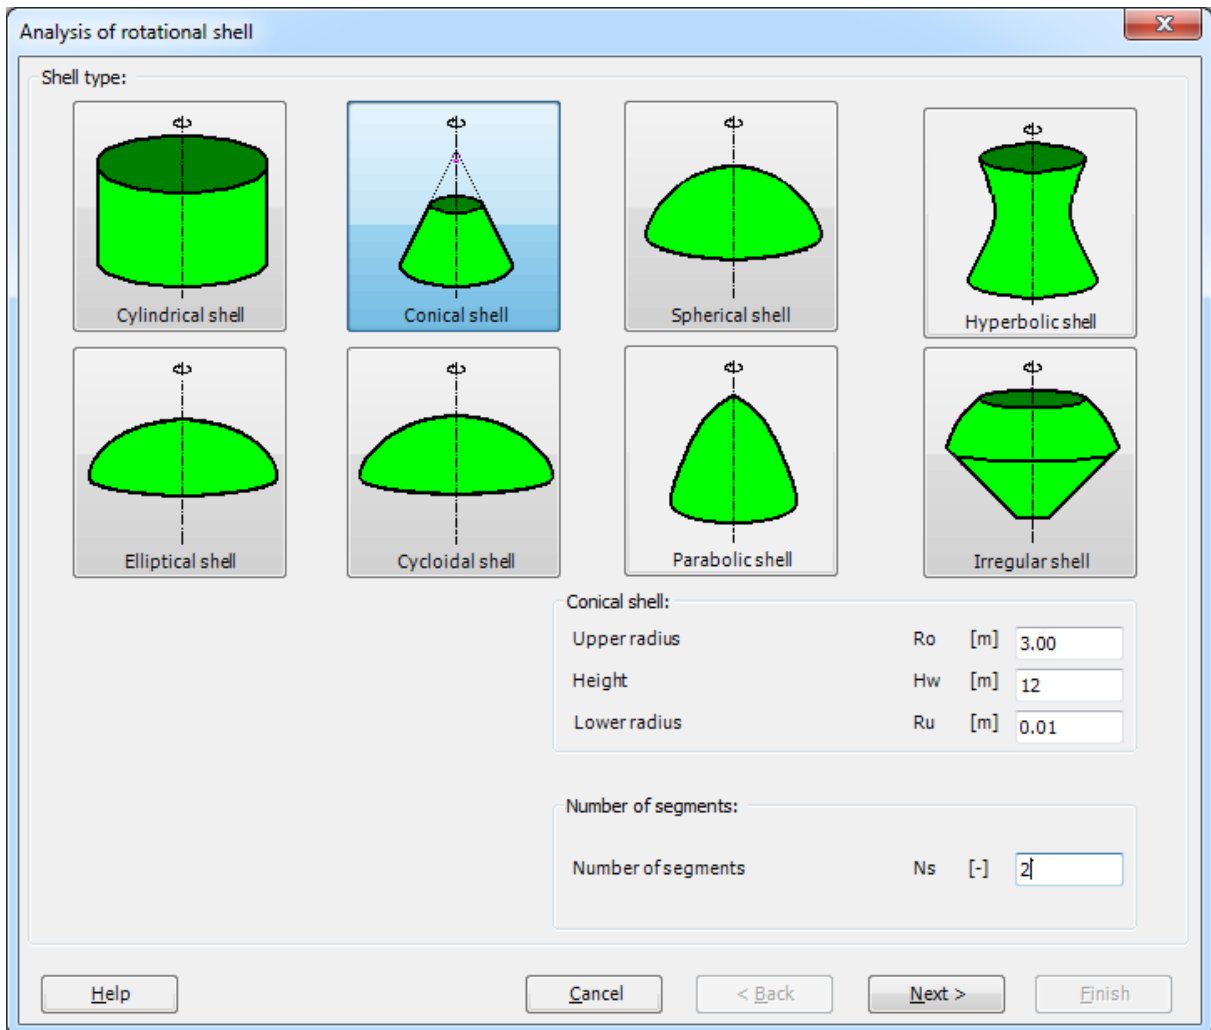 Analysis of rotational shell
Shell type:
Cylindrical shell
Conical shell
Spherical shell
Hyperbolic shell
Elliptical shell
Cycloidal shell
Parabolic shell
Irregular shell
Conical shell:
Upper radius Ro [m] 3.00
Height Hw [m] 12
Lower radius Ru [m] 0.01
Number of segments:
Number of segments Ns [-] 2
Help Cancel < Back Next > Finish